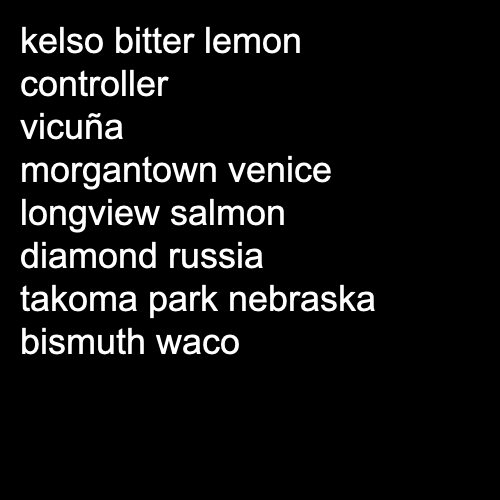 kelso bitter lemon
controller
vicuña
morgantown venice
longview salmon
diamond russia
takoma park nebraska
bismuth waco